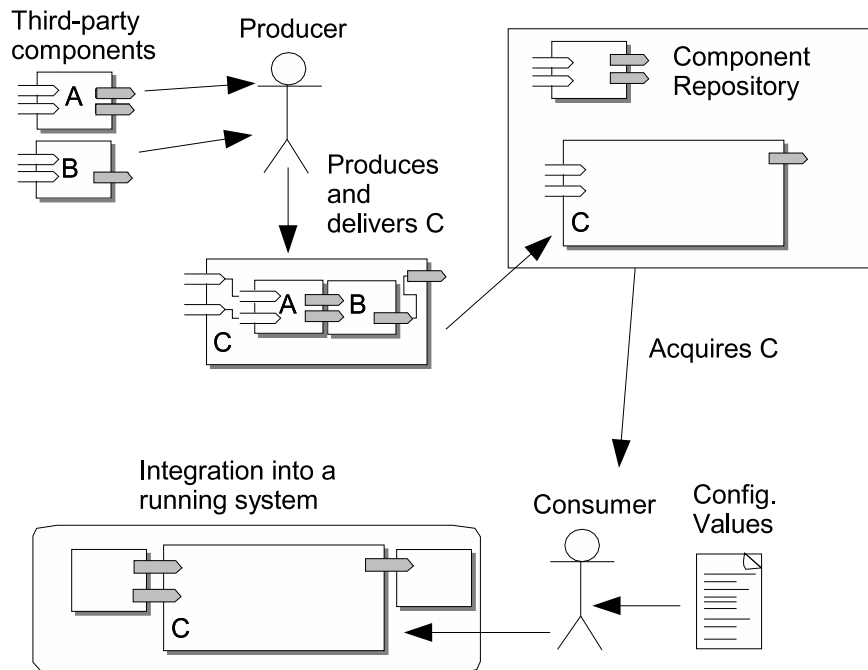 Third-party
components
Producer
A
B
Produces
and
delivers C
A
B
C
Component
Repository
C
Acquires C
Integration into a
running system
C
Consumer
Config.
Values